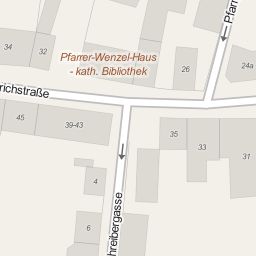 34
32
Pfarrer-Wenzel-Haus
- kath. Bibliothek
26
24a
Pfarr
richstraße
45
39-43
35
33
31
4
6
hreibergasse